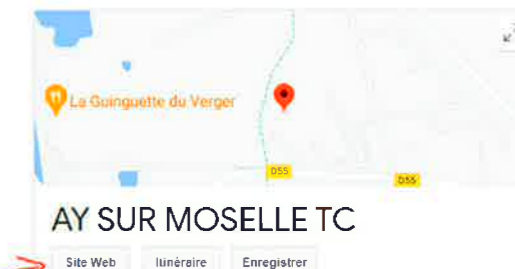 La Guinguette du Verger
D55
D55
AY SUR MOSELLE TC
Site Web Itinéraire Enregistrer